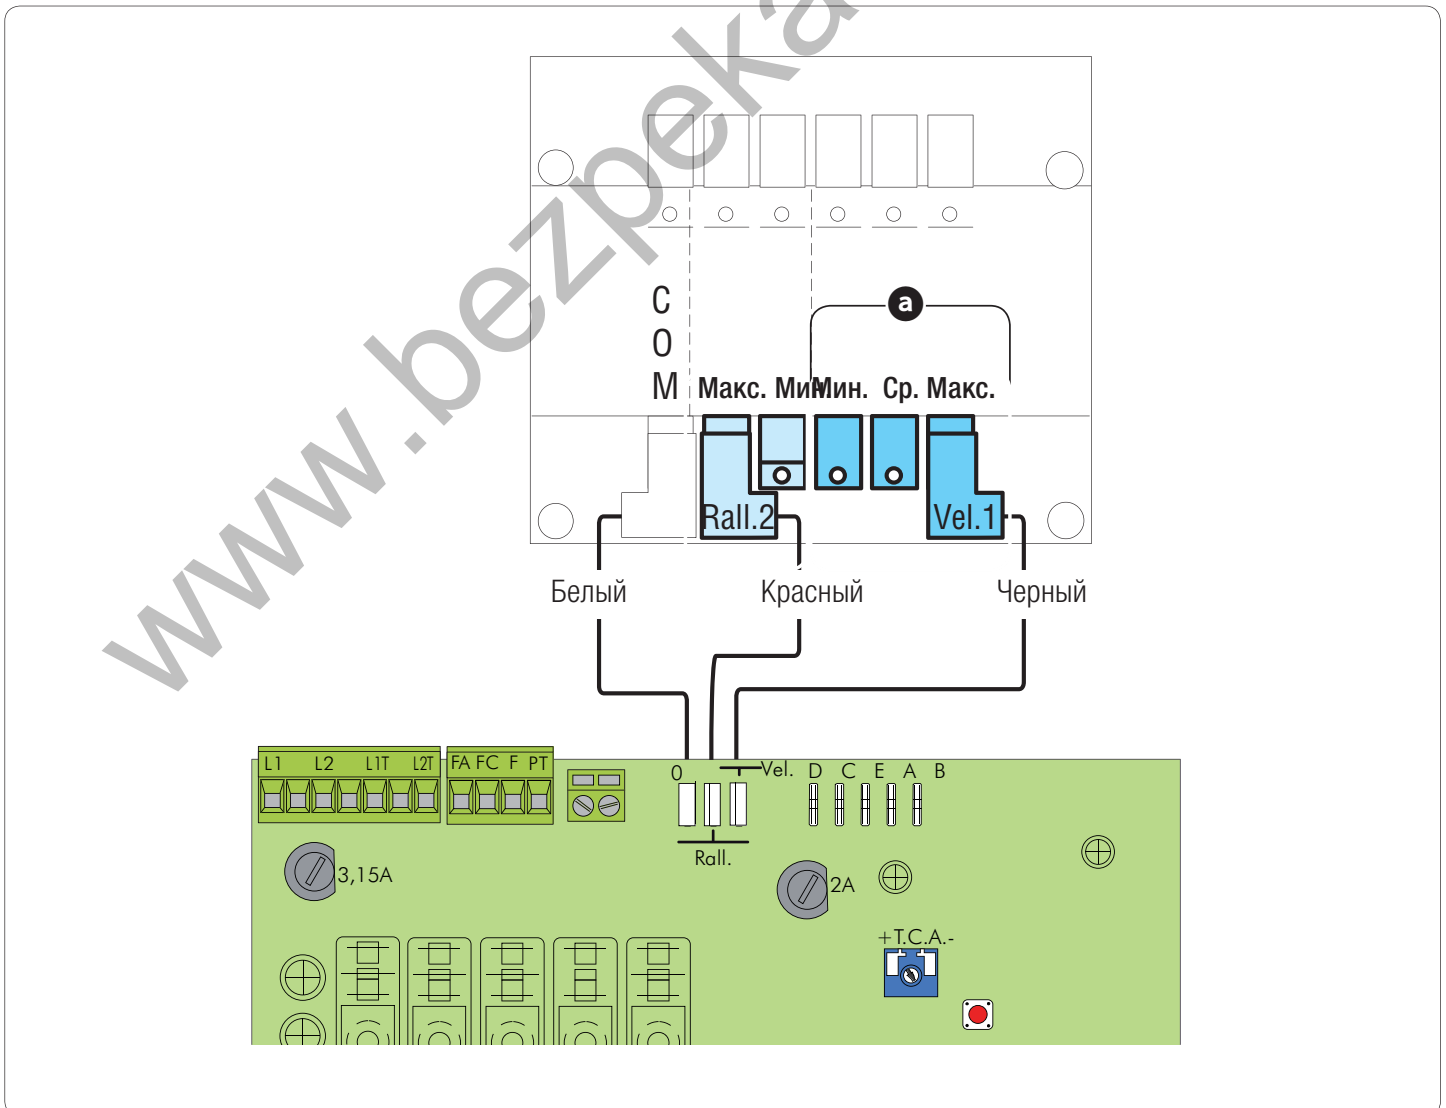 www.bezpeka
a
C
O
M
Макс. Мин. Мин. Ср. Макс.
Rall.2 Vel.1
Белый Красный Черный
L1 L2 L1T L2T FA FC F PT 0 Vel. D C E A B
Rall.
3,15A 2A
+T.C.A.-